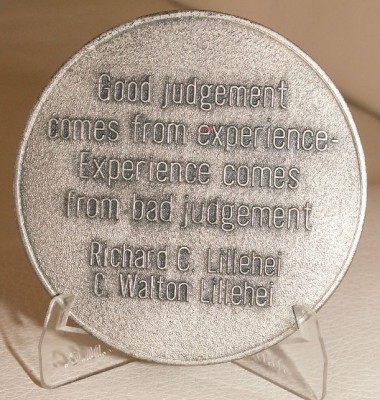 Good judgement
comes from experience-
Experience comes
from bad judgement
Richard C. Lillehei
C. Walton Lillehei